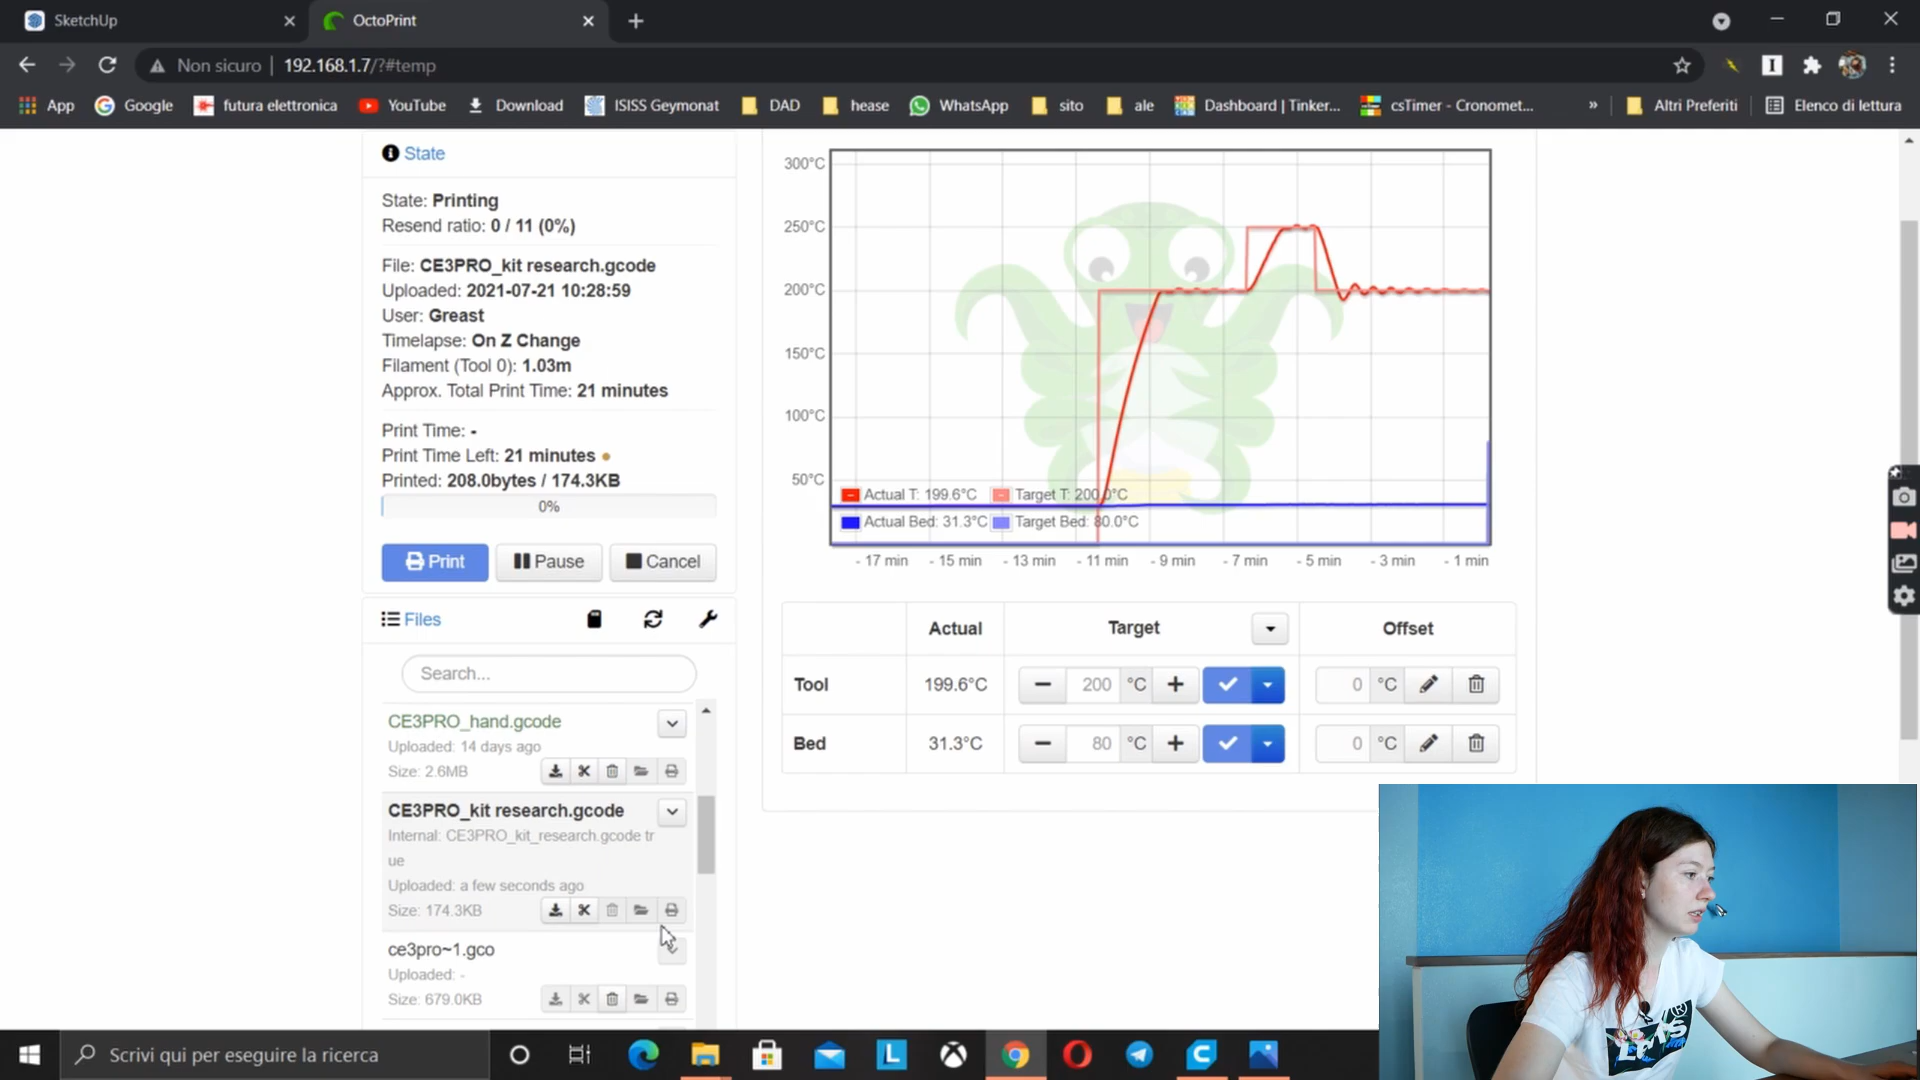 SketchUp
OctoPrint
Non sicuro | 192.168.1.7/?#temp
App
Google
futura elettronica
YouTube
Download
ISISS Geymonat
DAD
hease
WhatsApp
sito
ale
Dashboard | Tinker...
csTimer - Cronomet...
»
Altri Preferiti
Elenco di lettura
State
State: Printing
Resend ratio: 0 / 11 (0%)
File: CE3PRO_kit research.gcode
Uploaded: 2021-07-21 10:28:59
User: Greast
Timelapse: On Z Change
Filament (Tool 0): 1.03m
Approx. Total Print Time: 21 minutes
Print Time: -
Print Time Left: 21 minutes
Printed: 208.0bytes / 174.3KB
0%
Print
Pause
Cancel
Files
Search...
CE3PRO_hand.gcode
Uploaded: 14 days ago
Size: 2.6MB
CE3PRO_kit research.gcode
Internal: CE3PRO_kit_research.gcode tr
ue
Uploaded: a few seconds ago
Size: 174.3KB
ce3pro~1.gco
Uploaded: -
Size: 679.0KB
300°C
250°C
200°C
150°C
100°C
50°C
Actual T: 199.6°C
Target T: 200.0°C
Actual Bed: 31.3°C
Target Bed: 80.0°C
- 17 min
- 15 min
- 13 min
- 11 min
- 9 min
- 7 min
- 5 min
- 3 min
- 1 min
Actual
Target
Offset
Tool
199.6°C
200 °C
0 °C
Bed
31.3°C
80 °C
0 °C
Scrivi qui per eseguire la ricerca